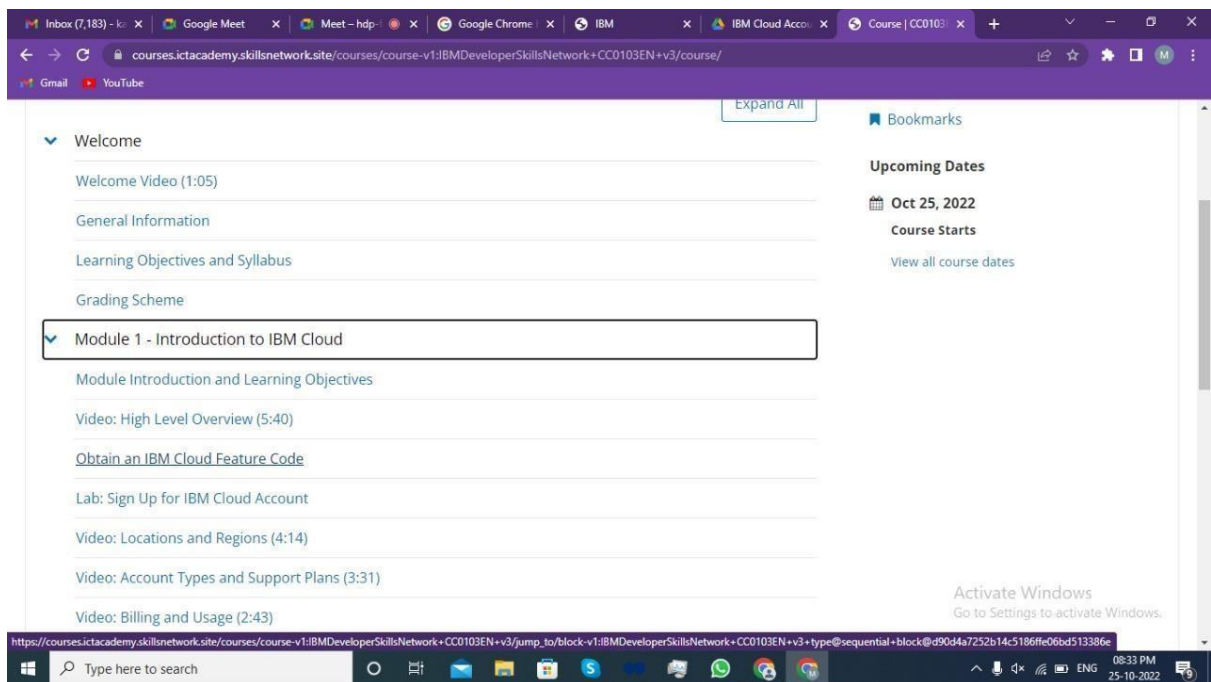 Inbox (7,183) - ka
Google Meet
Meet – hdp-
Google Chrome
IBM
IBM Cloud Accou
Course | CC0103
courses.ictacademy.skillsnetwork.site/courses/course-v1:IBMDeveloperSkillsNetwork+CC0103EN+v3/course/
M
Gmail
YouTube
Expand All
Welcome
Welcome Video (1:05)
General Information
Learning Objectives and Syllabus
Grading Scheme
Module 1 - Introduction to IBM Cloud
Module Introduction and Learning Objectives
Video: High Level Overview (5:40)
Obtain an IBM Cloud Feature Code
Lab: Sign Up for IBM Cloud Account
Video: Locations and Regions (4:14)
Video: Account Types and Support Plans (3:31)
Video: Billing and Usage (2:43)
Bookmarks
Upcoming Dates
Oct 25, 2022
Course Starts
View all course dates
Activate Windows
Go to Settings to activate Windows.
https://courses.ictacademy.skillsnetwork.site/courses/course-v1:IBMDeveloperSkillsNetwork+CC0103EN+v3/jump_to/block-v1:IBMDeveloperSkillsNetwork+CC0103EN+v3+type@sequential+block@d90d4a7252b14c5186ffe06bd513386e
Type here to search
ENG
08:33 PM
25-10-2022